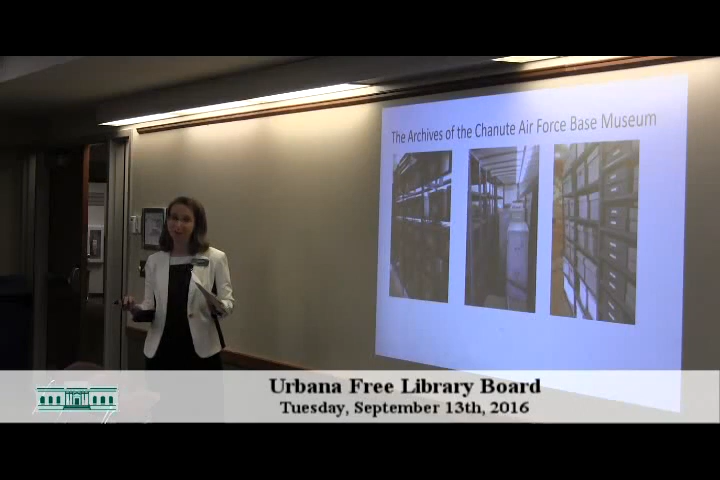 The Archives of the Chanute Air Force Base Museum
Urbana Free Library Board
Tuesday, September 13th, 2016